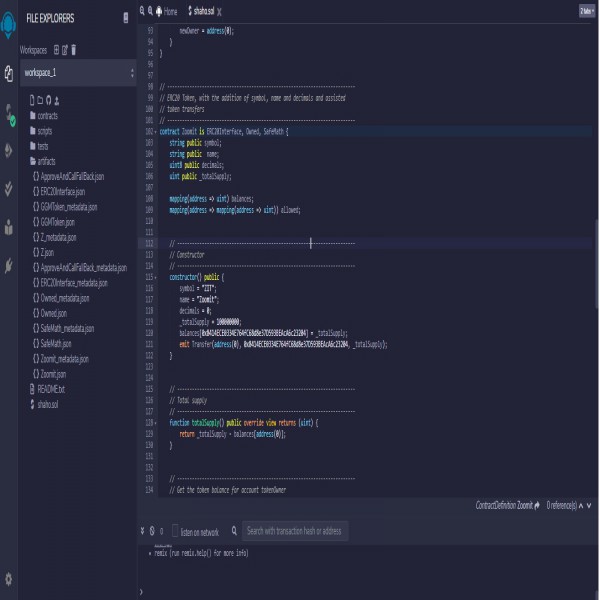 FILE EXPLORERS
Workspaces
workspace_1
contracts
scripts
tests
artifacts
ApproveAndCallFallBack.json
ERC20Interface.json
GGMToken_metadata.json
GGMToken.json
Z_metadata.json
Z.json
ApproveAndCallFallBack_metadata.json
ERC20Interface_metadata.json
Owned_metadata.json
Owned.json
SafeMath_metadata.json
SafeMath.json
Zoomit_metadata.json
Zoomit.json
README.txt
shaho.sol
Home
shaho.sol
2 tabs
93 newOwner = address(0);
94 }
95 }
96
97
98 // ----------------------------------------------------------------------------
99 // ERC20 Token, with the addition of symbol, name and decimals and assisted
100 // token transfers
101 // ----------------------------------------------------------------------------
102 contract Zoomit is ERC20Interface, Owned, SafeMath {
103 string public symbol;
104 string public name;
105 uint8 public decimals;
106 uint public _totalSupply;
107
108 mapping(address => uint) balances;
109 mapping(address => mapping(address => uint)) allowed;
110
111
112 // ------------------------------------------------------------------------
113 // Constructor
114 // ------------------------------------------------------------------------
115 constructor() public {
116 symbol = "ZIT";
117 name = "Zoomit";
118 decimals = 0;
119 _totalSupply = 100000000;
120 = _totalSupply;
121 emit Transfer(address(0), _totalSupply);
122 }
123
124
125 // ------------------------------------------------------------------------
126 // Total supply
127 // ------------------------------------------------------------------------
128 function totalSupply() public override view returns (uint) {
129 return _totalSupply - balances[address(0)];
130 }
131
132
133 // ------------------------------------------------------------------------
134 // Get the token balance for account tokenOwner
ContractDefinition Zoomit
0 reference(s)
0
listen on network
Search with transaction hash or address
remix (run remix.help() for more info)
>